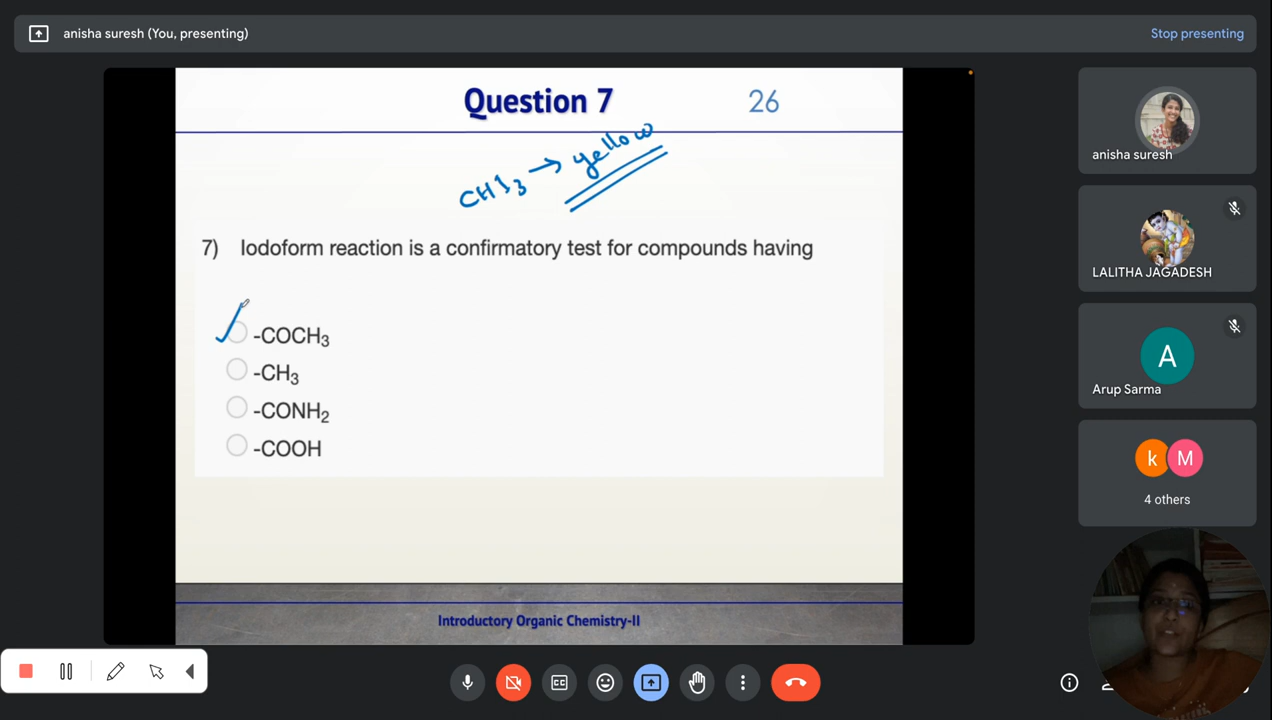 anisha suresh (You, presenting)
Stop presenting
Question 7
26
CHI3 → yellow
7) Iodoform reaction is a confirmatory test for compounds having
-COCH₃
-CH₃
-CONH₂
-COOH
Introductory Organic Chemistry-II
anisha suresh
LALITHA JAGADESH
A
Arup Sarma
k M
4 others
CC